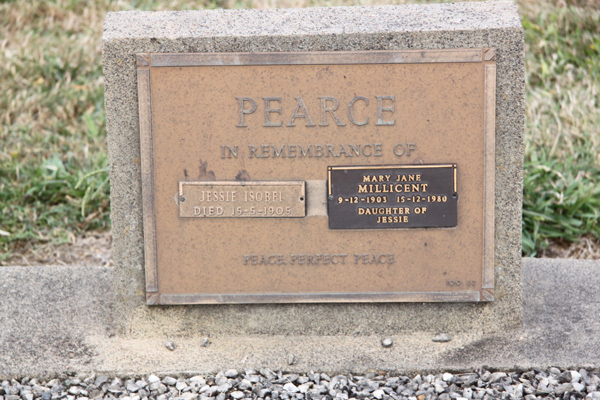 PEARCE
IN REMEMBRANCE OF
JESSIE ISOBEL
DIED 15-5-1909
MARY JANE
MILLICENT
9-12-1903 15-12-1980
DAUGHTER OF
JESSIE
PEACE, PERFECT PEACE